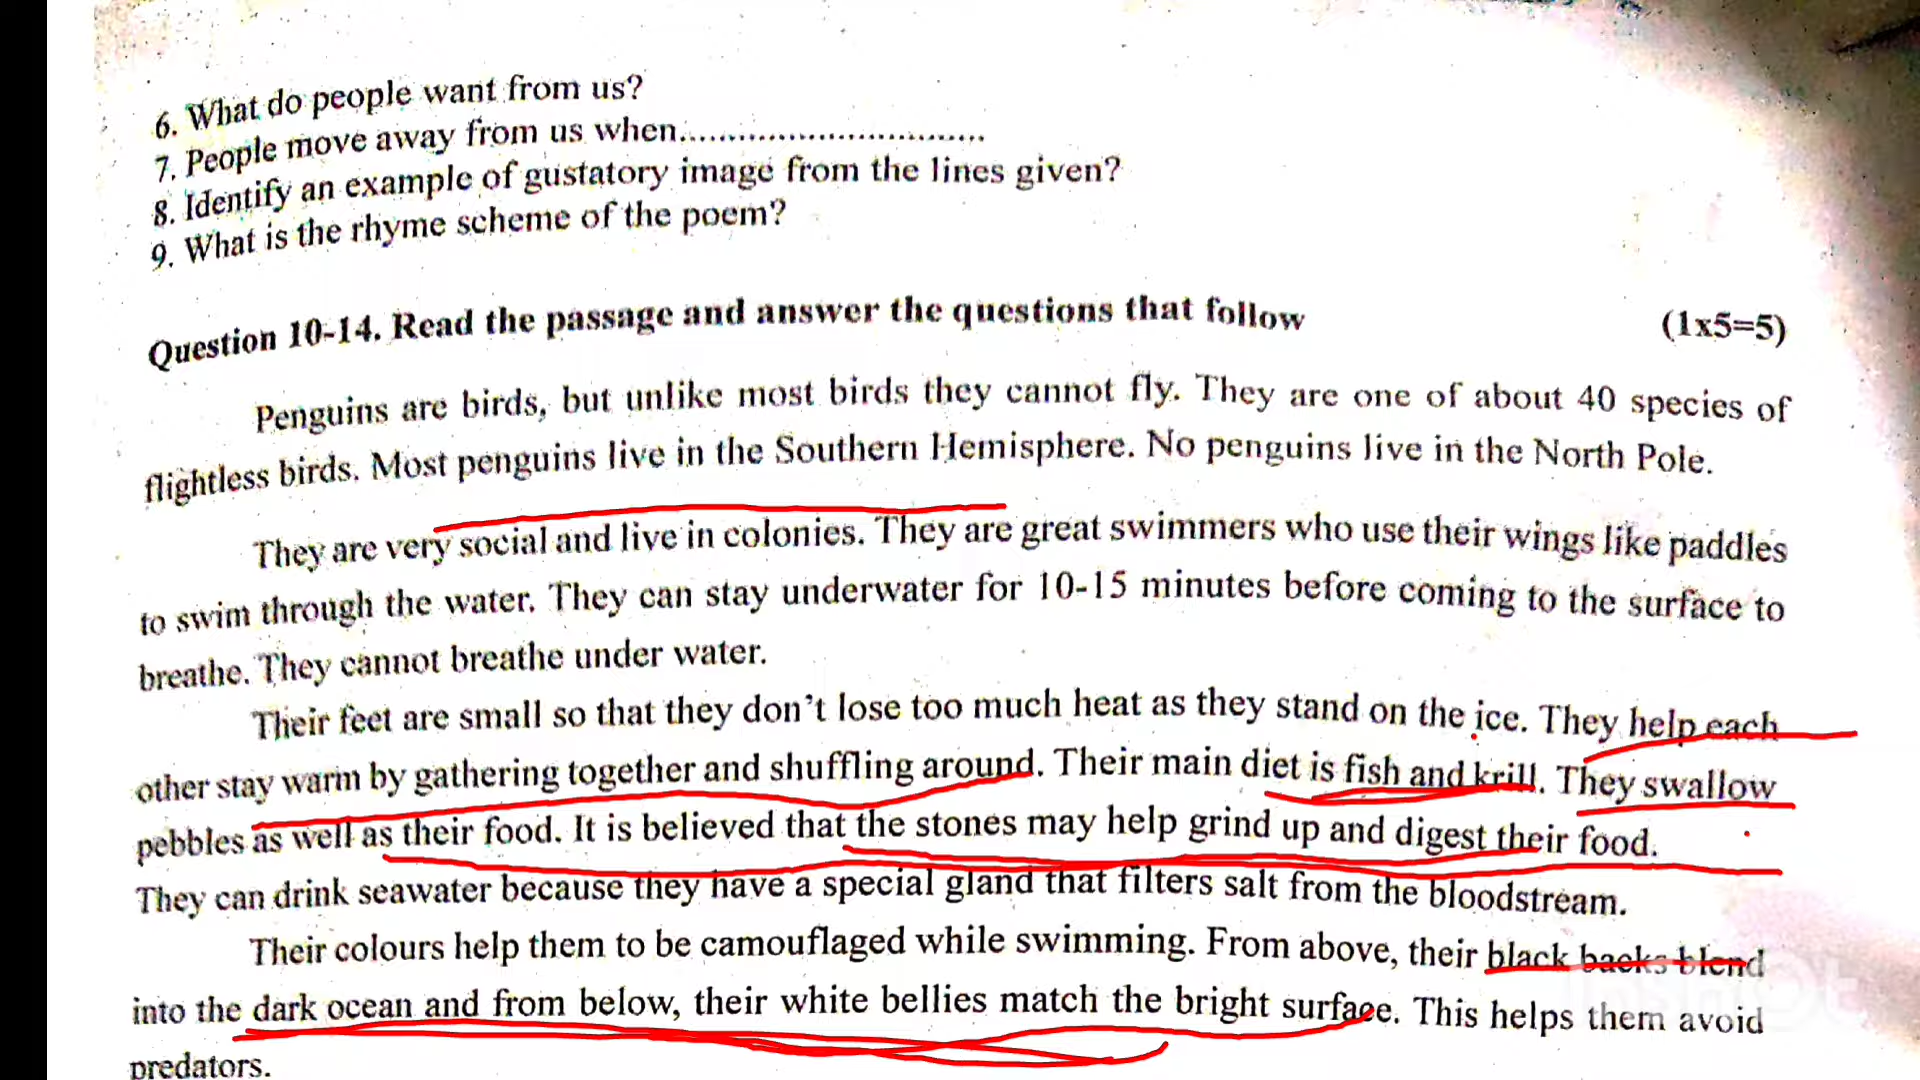 6. What do people want from us?
7. People move away from us when..............................
8. Identify an example of gustatory image from the lines given?
9. What is the rhyme scheme of the poem?
Question 10-14. Read the passage and answer the questions that follow (1x5=5)
Penguins are birds, but unlike most birds they cannot fly. They are one of about 40 species of
flightless birds. Most penguins live in the Southern Hemisphere. No penguins live in the North Pole.
They are very social and live in colonies. They are great swimmers who use their wings like paddles
to swim through the water. They can stay underwater for 10-15 minutes before coming to the surface to
breathe. They cannot breathe under water.
Their feet are small so that they don't lose too much heat as they stand on the ice. They help each
other stay warm by gathering together and shuffling around. Their main diet is fish and krill. They swallow
pebbles as well as their food. It is believed that the stones may help grind up and digest their food.
They can drink seawater because they have a special gland that filters salt from the bloodstream.
Their colours help them to be camouflaged while swimming. From above, their black backs blend
into the dark ocean and from below, their white bellies match the bright surface. This helps them avoid
predators.